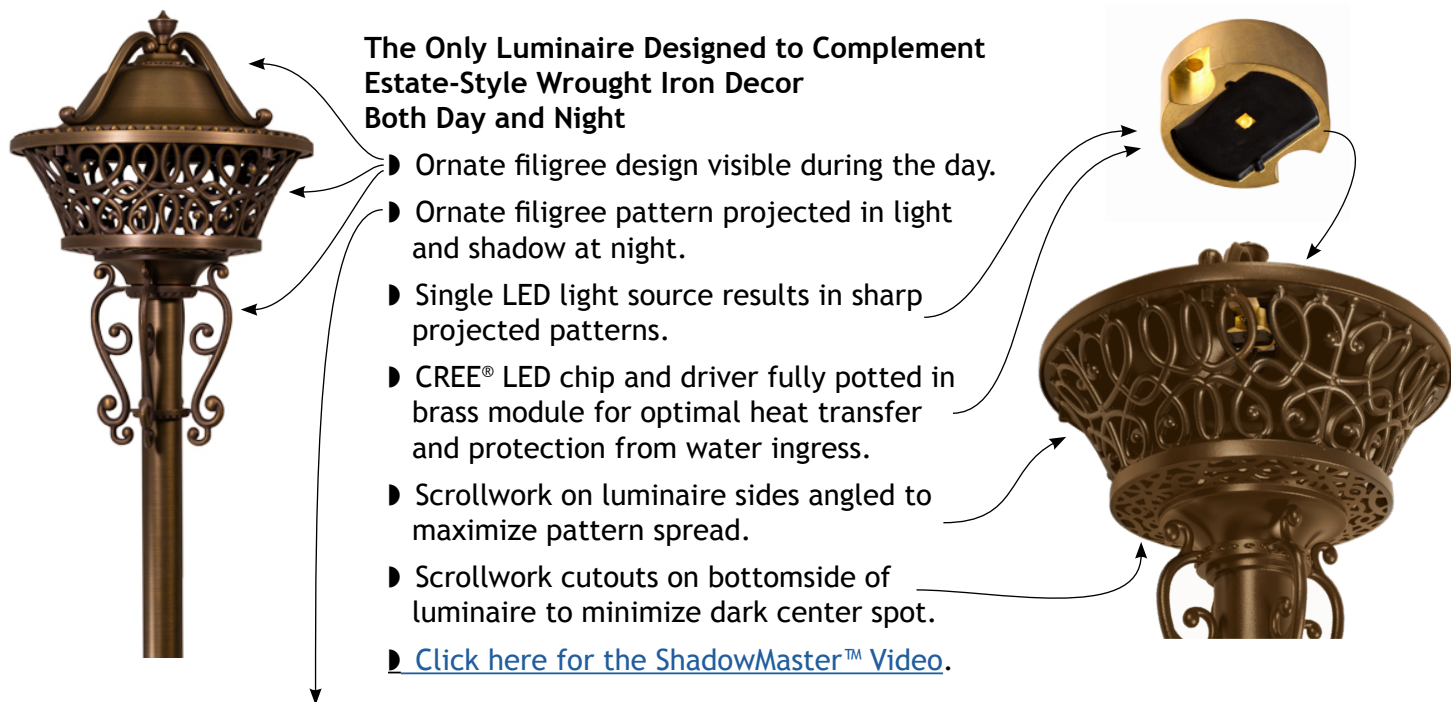 The Only Luminaire Designed to Complement
Estate-Style Wrought Iron Decor
Both Day and Night
◗ Ornate filigree design visible during the day.
◗ Ornate filigree pattern projected in light
and shadow at night.
◗ Single LED light source results in sharp
projected patterns.
◗ CREE® LED chip and driver fully potted in
brass module for optimal heat transfer
and protection from water ingress.
◗ Scrollwork on luminaire sides angled to
maximize pattern spread.
◗ Scrollwork cutouts on bottomside of
luminaire to minimize dark center spot.
◗ Click here for the ShadowMaster™ Video.